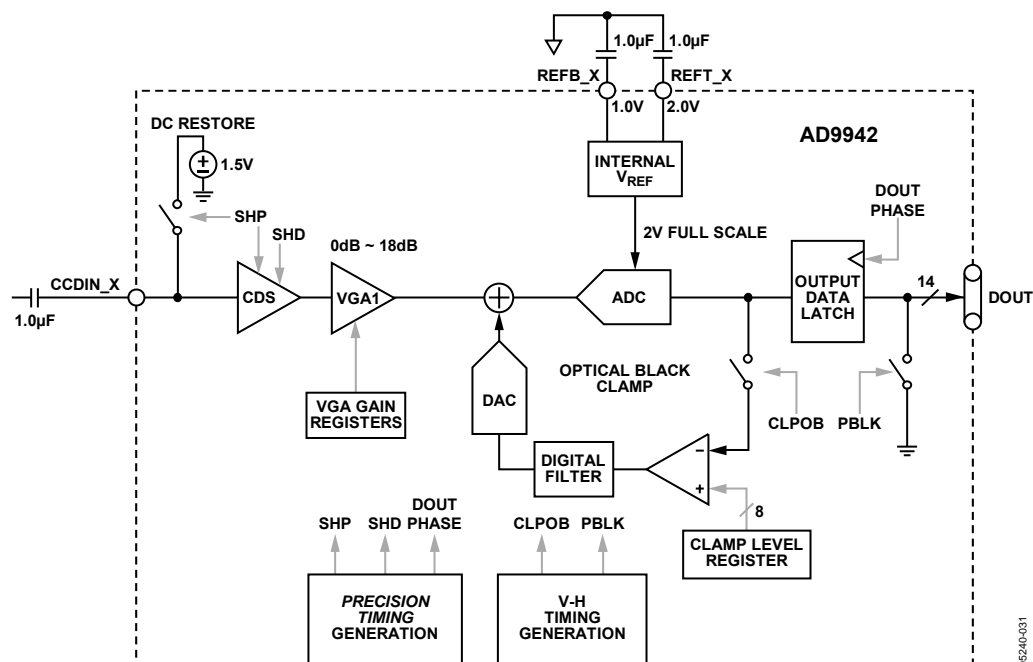 1.0µF 1.0µF
REFB_X REFT_X
1.0V 2.0V
DC RESTORE
AD9942
+
–
1.5V
INTERNAL
VREF
DOUT
PHASE
SHP
SHD
2V FULL SCALE
0dB ~ 18dB
CCDIN_X
1.0µF
CDS
VGA1
+
ADC
OUTPUT
DATA
LATCH
14
DOUT
OPTICAL BLACK
CLAMP
VGA GAIN
REGISTERS
DAC
CLPOB PBLK
DIGITAL
FILTER
–
+
8
CLAMP LEVEL
REGISTER
SHP SHD DOUT
PHASE
CLPOB PBLK
PRECISION
TIMING
GENERATION
V-H
TIMING
GENERATION
5240-031